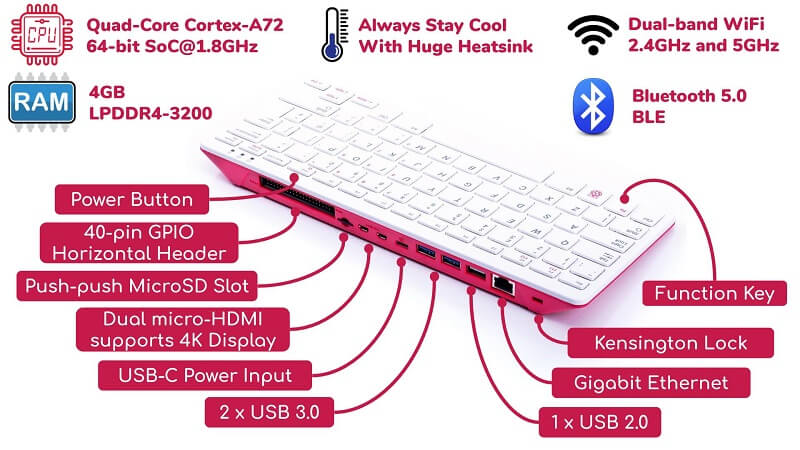 CPU
Quad-Core Cortex-A72
64-bit SoC@1.8GHz
Always Stay Cool
With Huge Heatsink
Dual-band WiFi
2.4GHz and 5GHz
RAM
4GB
LPDDR4-3200
Bluetooth 5.0
BLE
Power Button
40-pin GPIO
Horizontal Header
Push-push MicroSD Slot
Dual micro-HDMI
supports 4K Display
USB-C Power Input
2 x USB 3.0
Function Key
Kensington Lock
Gigabit Ethernet
1 x USB 2.0